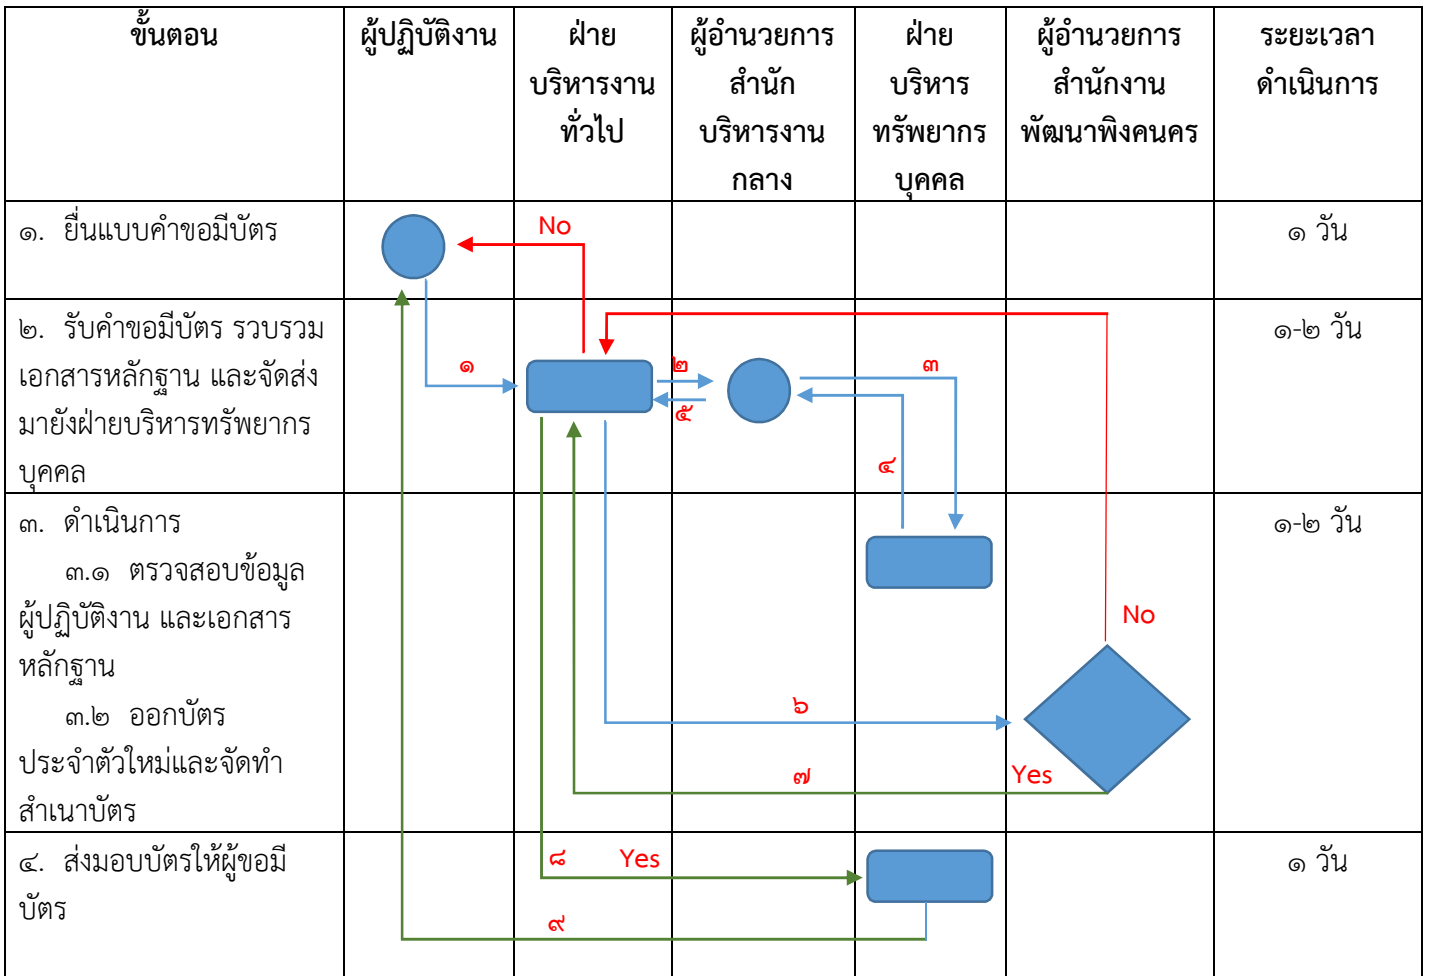 ขั้นตอน
ผู้ปฏิบัติงาน
ฝ่าย
บริหารงาน
ทั่วไป
ผู้อำนวยการ
สำนัก
บริหารงาน
กลาง
ฝ่าย
บริหาร
ทรัพยากร
บุคคล
ผู้อำนวยการ
สำนักงาน
พัฒนาพิงคนคร
ระยะเวลา
ดำเนินการ
๑. ยื่นแบบคำขอมีบัตร
No
๑ วัน
๒. รับคำขอมีบัตร รวบรวม
เอกสารหลักฐาน และจัดส่ง
มายังฝ่ายบริหารทรัพยากร
บุคคล
๑
๒
๓
๕
๔
๑-๒ วัน
๓. ดำเนินการ
๓.๑ ตรวจสอบข้อมูล
ผู้ปฏิบัติงาน และเอกสาร
หลักฐาน
๓.๒ ออกบัตร
ประจำตัวใหม่และจัดทำ
สำเนาบัตร
No
๖
๗
Yes
๑-๒ วัน
๔. ส่งมอบบัตรให้ผู้ขอมี
บัตร
๘ Yes
๙
๑ วัน